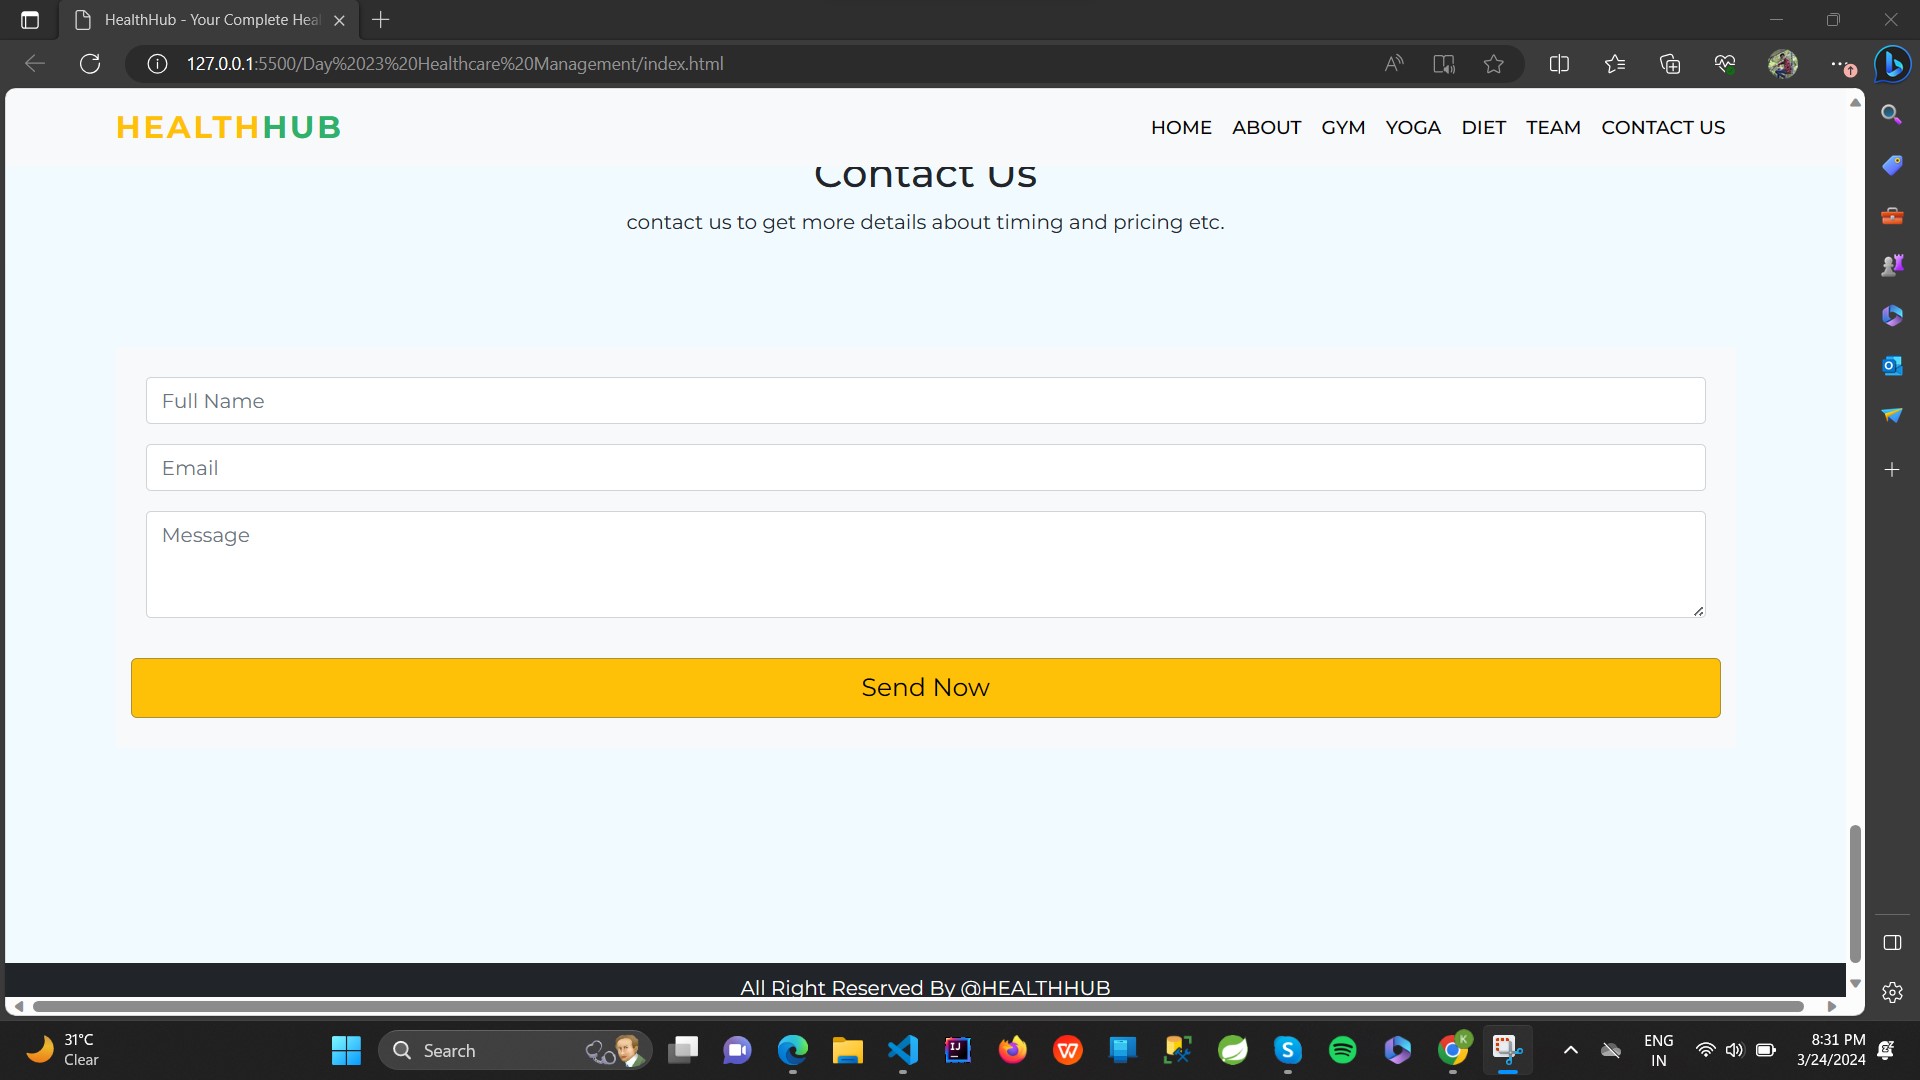 HealthHub - Your Complete Heal
127.0.0.1:5500/Day%2023%20Healthcare%20Management/index.html
HEALTHHUB
HOME ABOUT GYM YOGA DIET TEAM CONTACT US
Contact Us
contact us to get more details about timing and pricing etc.
Full Name
Email
Message
Send Now
All Right Reserved By @HEALTHHUB
31°C
Clear
Search
ENG
IN
8:31 PM
3/24/2024